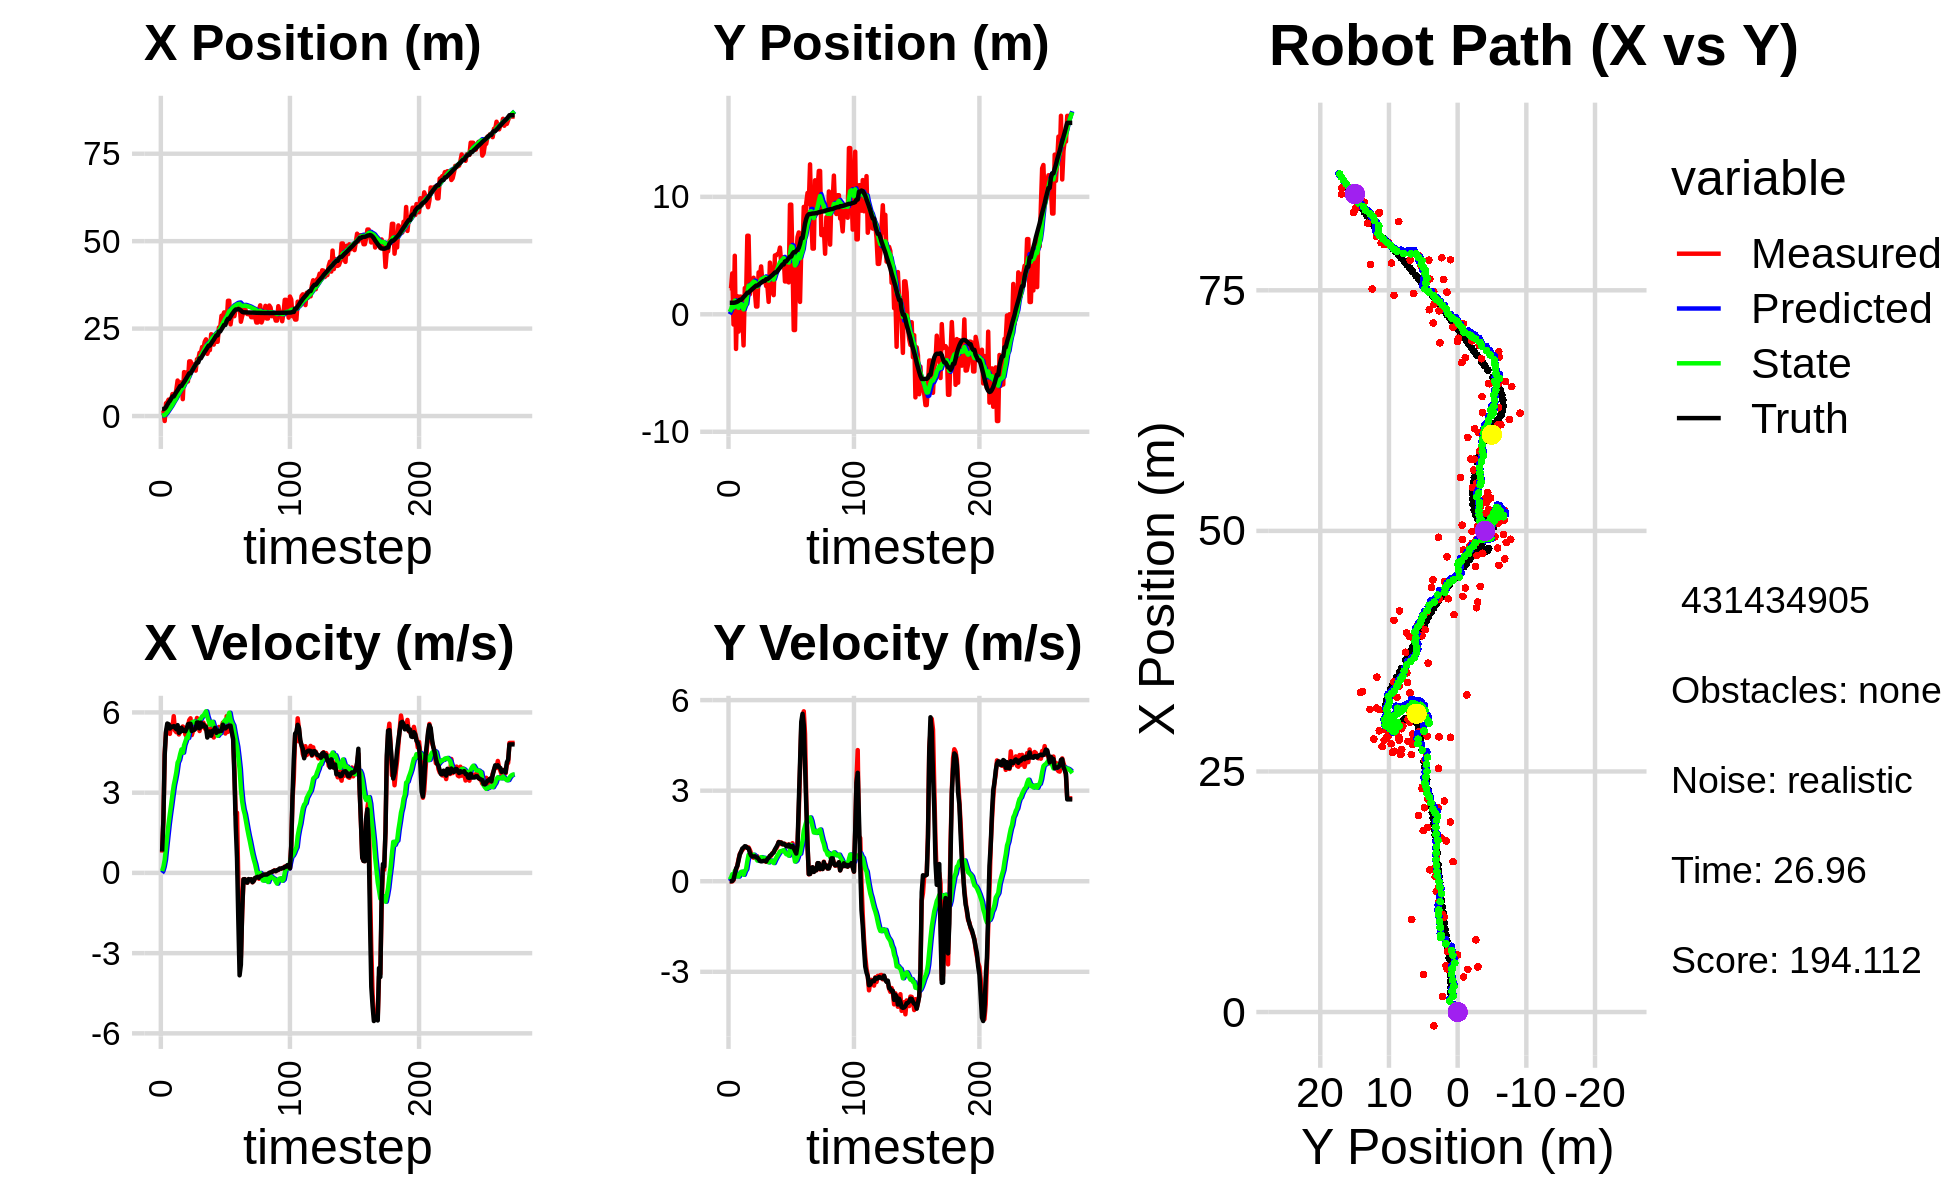 X Position (m)
75
50
25
0
0
100
200
timestep
Y Position (m)
10
0
-10
0
100
200
timestep
X Velocity (m/s)
6
3
0
-3
-6
0
100
200
timestep
Y Velocity (m/s)
6
3
0
-3
0
100
200
timestep
Robot Path (X vs Y)
X Position (m)
75
50
25
0
20 10 0 -10 -20
Y Position (m)
variable
Measured
Predicted
State
Truth
431434905
Obstacles: none
Noise: realistic
Time: 26.96
Score: 194.112